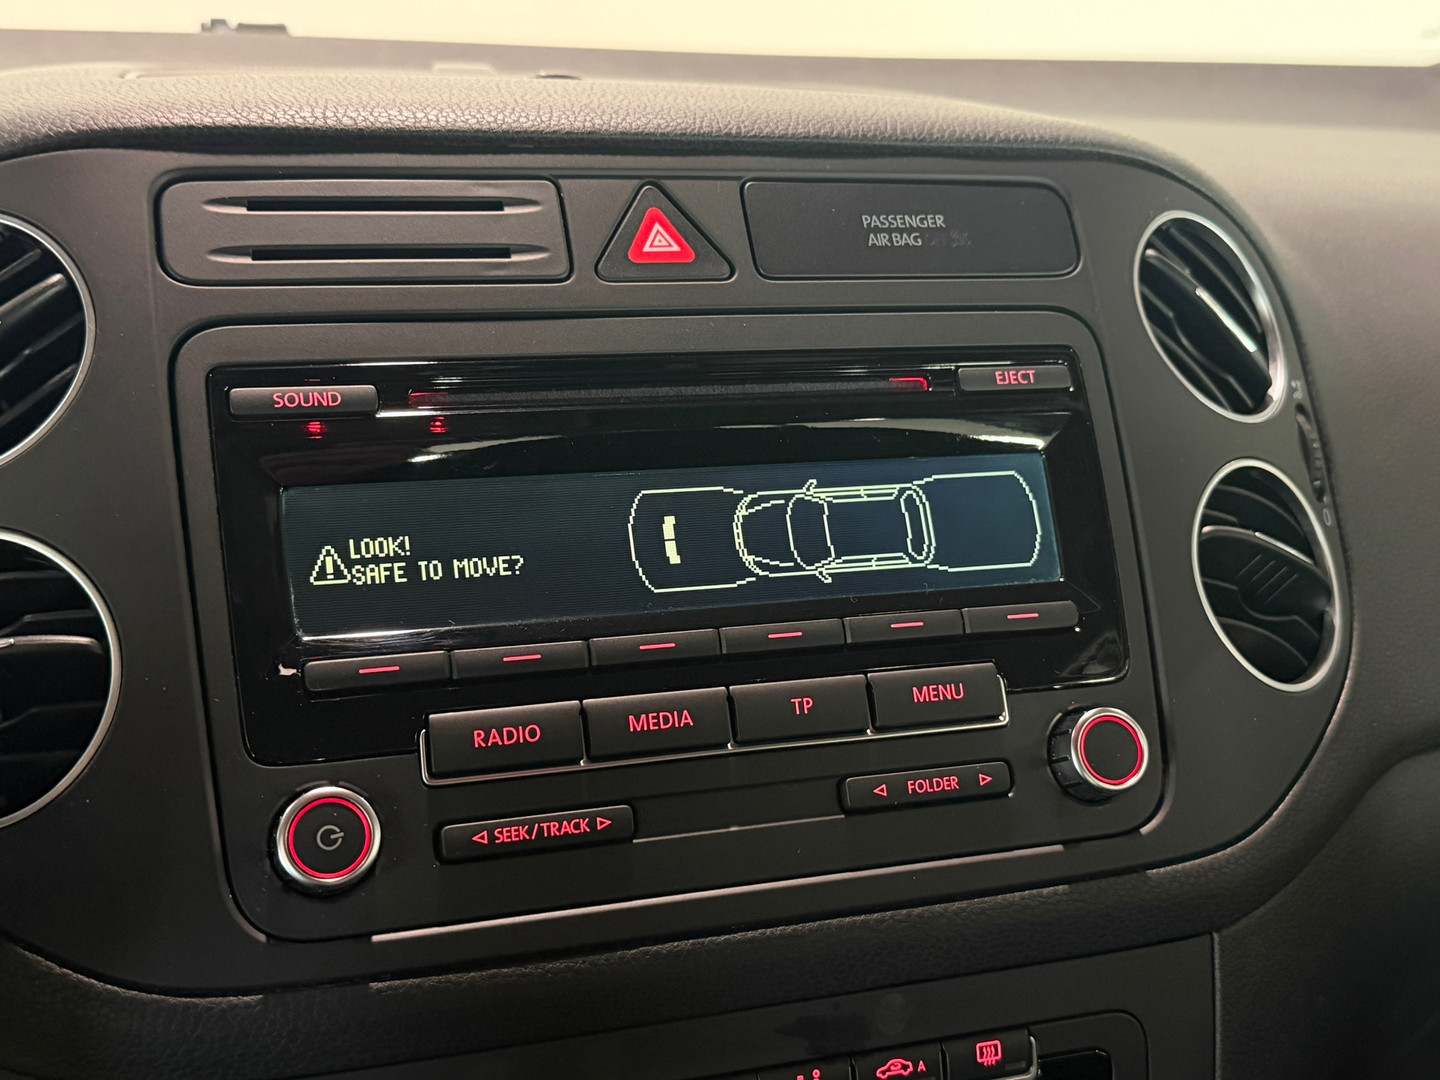 PASSENGER
AIR BAG
SOUND
EJECT
LOOK!
SAFE TO MOVE?
RADIO
MEDIA
TP
MENU
SEEK/TRACK
FOLDER
A